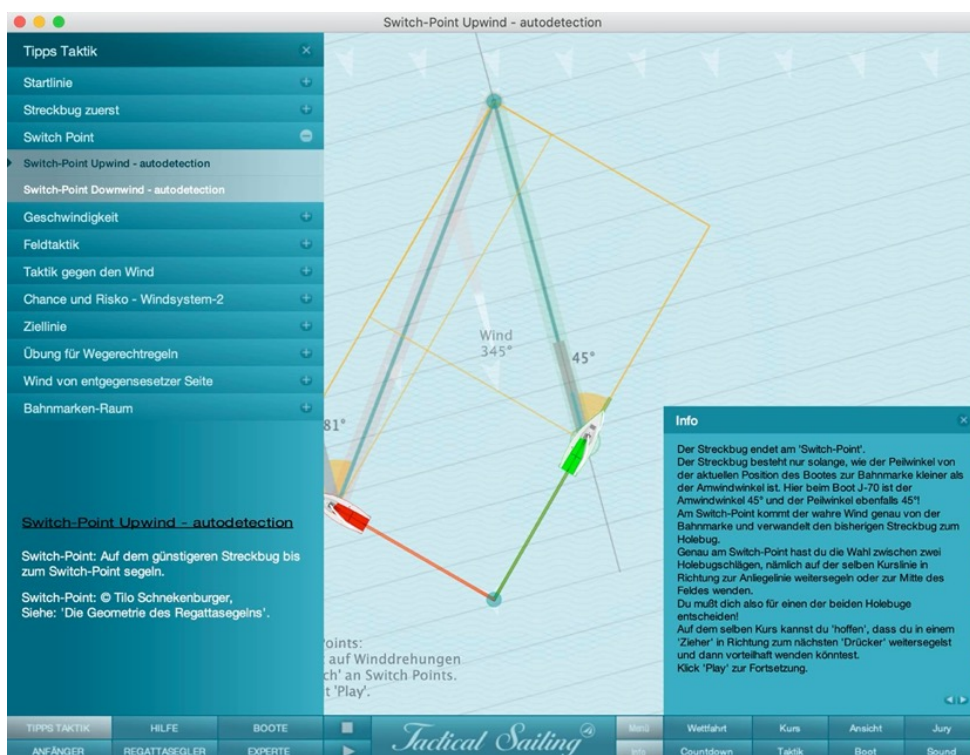 Switch-Point Upwind - autodetection
Tipps Taktik
Startlinie
Streckbug zuerst
Switch Point
Switch-Point Upwind - autodetection
Switch-Point Downwind - autodetection
Geschwindigkeit
Feldtaktik
Taktik gegen den Wind
Chance und Risko - Windsystem-2
Ziellinie
Übung für Wegerechtregeln
Wind von entgegensesetzer Seite
Bahnmarken-Raum
Switch-Point Upwind - autodetection
Switch-Point: Auf dem günstigeren Streckbug bis
zum Switch-Point segeln.
Switch-Point: © Tilo Schnekenburger,
Siehe: 'Die Geometrie des Regattasegelns'.
Wind
345°
45°
81°
Points:
auf Winddrehungen
ch' an Switch Points.
t 'Play'.
Info
Der Streckbug endet am 'Switch-Point'.
Der Streckbug besteht nur solange, wie der Peilwinkel von
der aktuellen Position des Bootes zur Bahnmarke kleiner als
der Amwindwinkel ist. Hier beim Boot J-70 ist der
Amwindwinkel 45° und der Peilwinkel ebenfalls 45°!
Am Switch-Point kommt der wahre Wind genau von der
Bahnmarke und verwandelt den bisherigen Streckbug zum
Holebug.
Genau am Switch-Point hast du die Wahl zwischen zwei
Holebugschlägen, nämlich auf der selben Kurslinie in
Richtung zur Anliegelinie weitersegeln oder zur Mitte des
Feldes wenden.
Du mußt dich also für einen der beiden Holebuge
entscheiden!
Auf dem selben Kurs kannst du 'hoffen', dass du in einem
'Zieher' in Richtung zum nächsten 'Drücker' weitersegelst
und dann vorteilhaft wenden könntest.
Klick 'Play' zur Fortsetzung.
TIPPS TAKTIK HILFE BOOTE Tactical Sailing Menü Wettfahrt Kurs Ansicht Jury
ANFÄNGER REGATTASEGLER EXPERTE Info Countdown Taktik Boot Sound